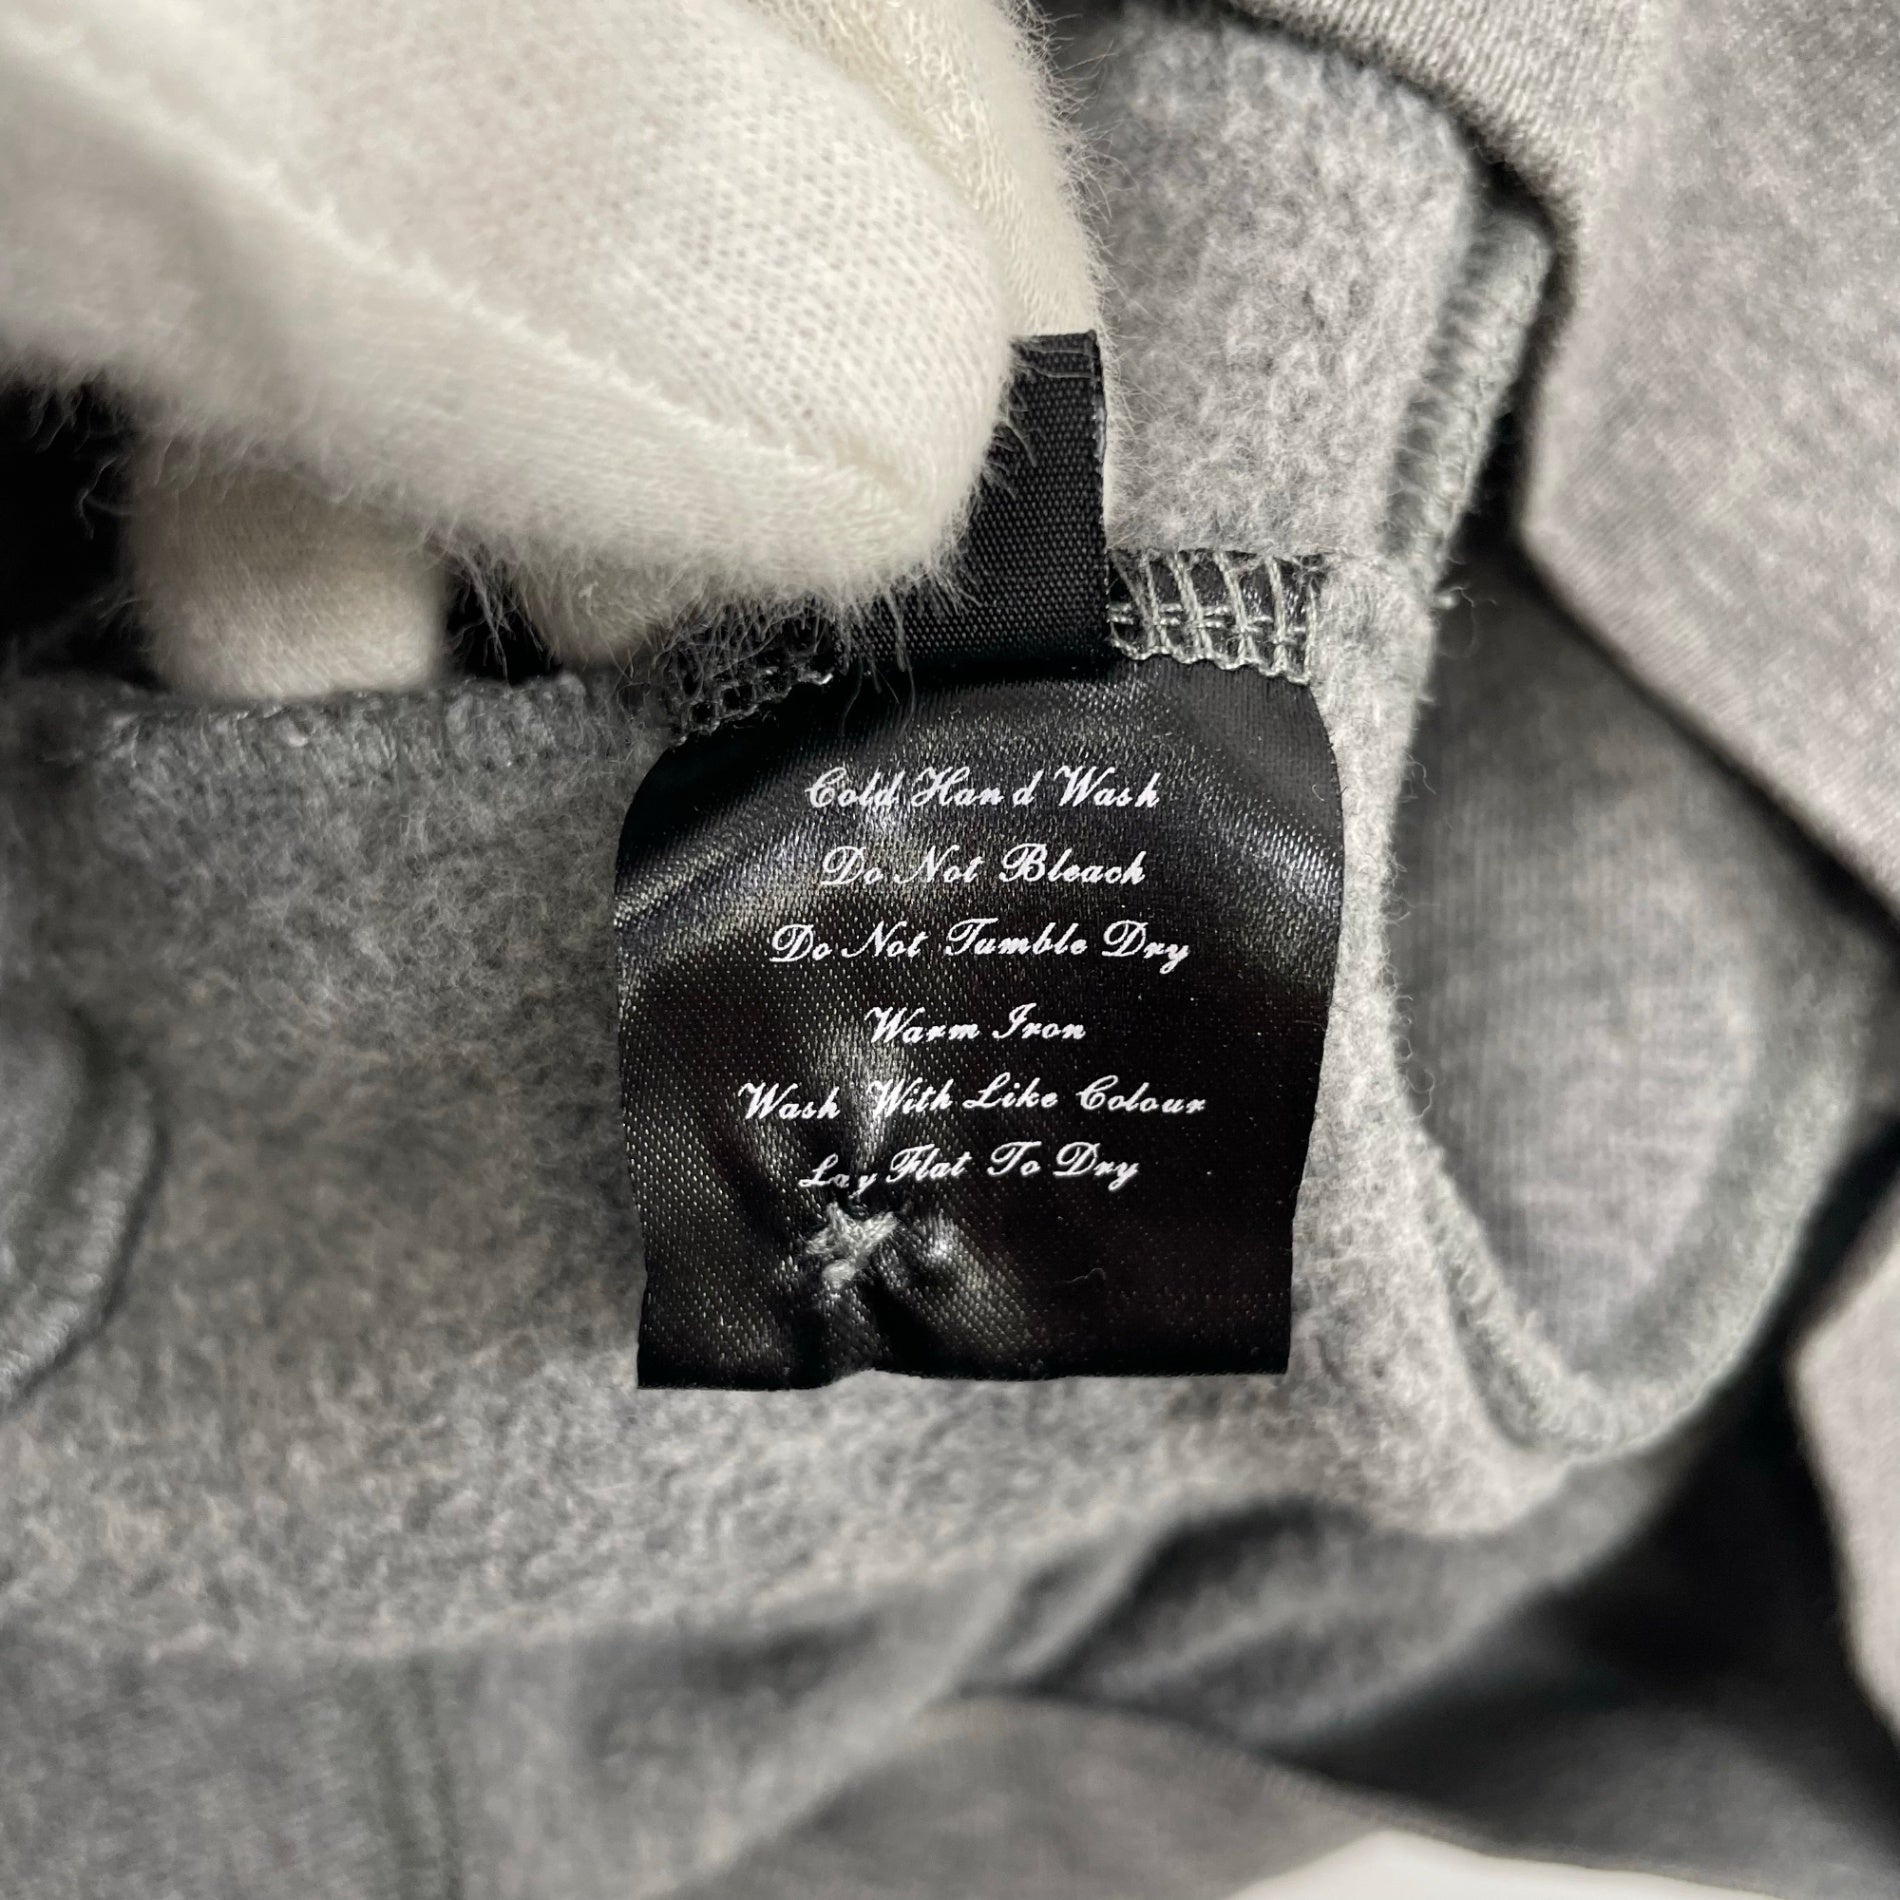 Cold Hand Wash
Do Not Bleach
Do Not Tumble Dry
Warm Iron
Wash With Like Colour
Lay Flat To Dry